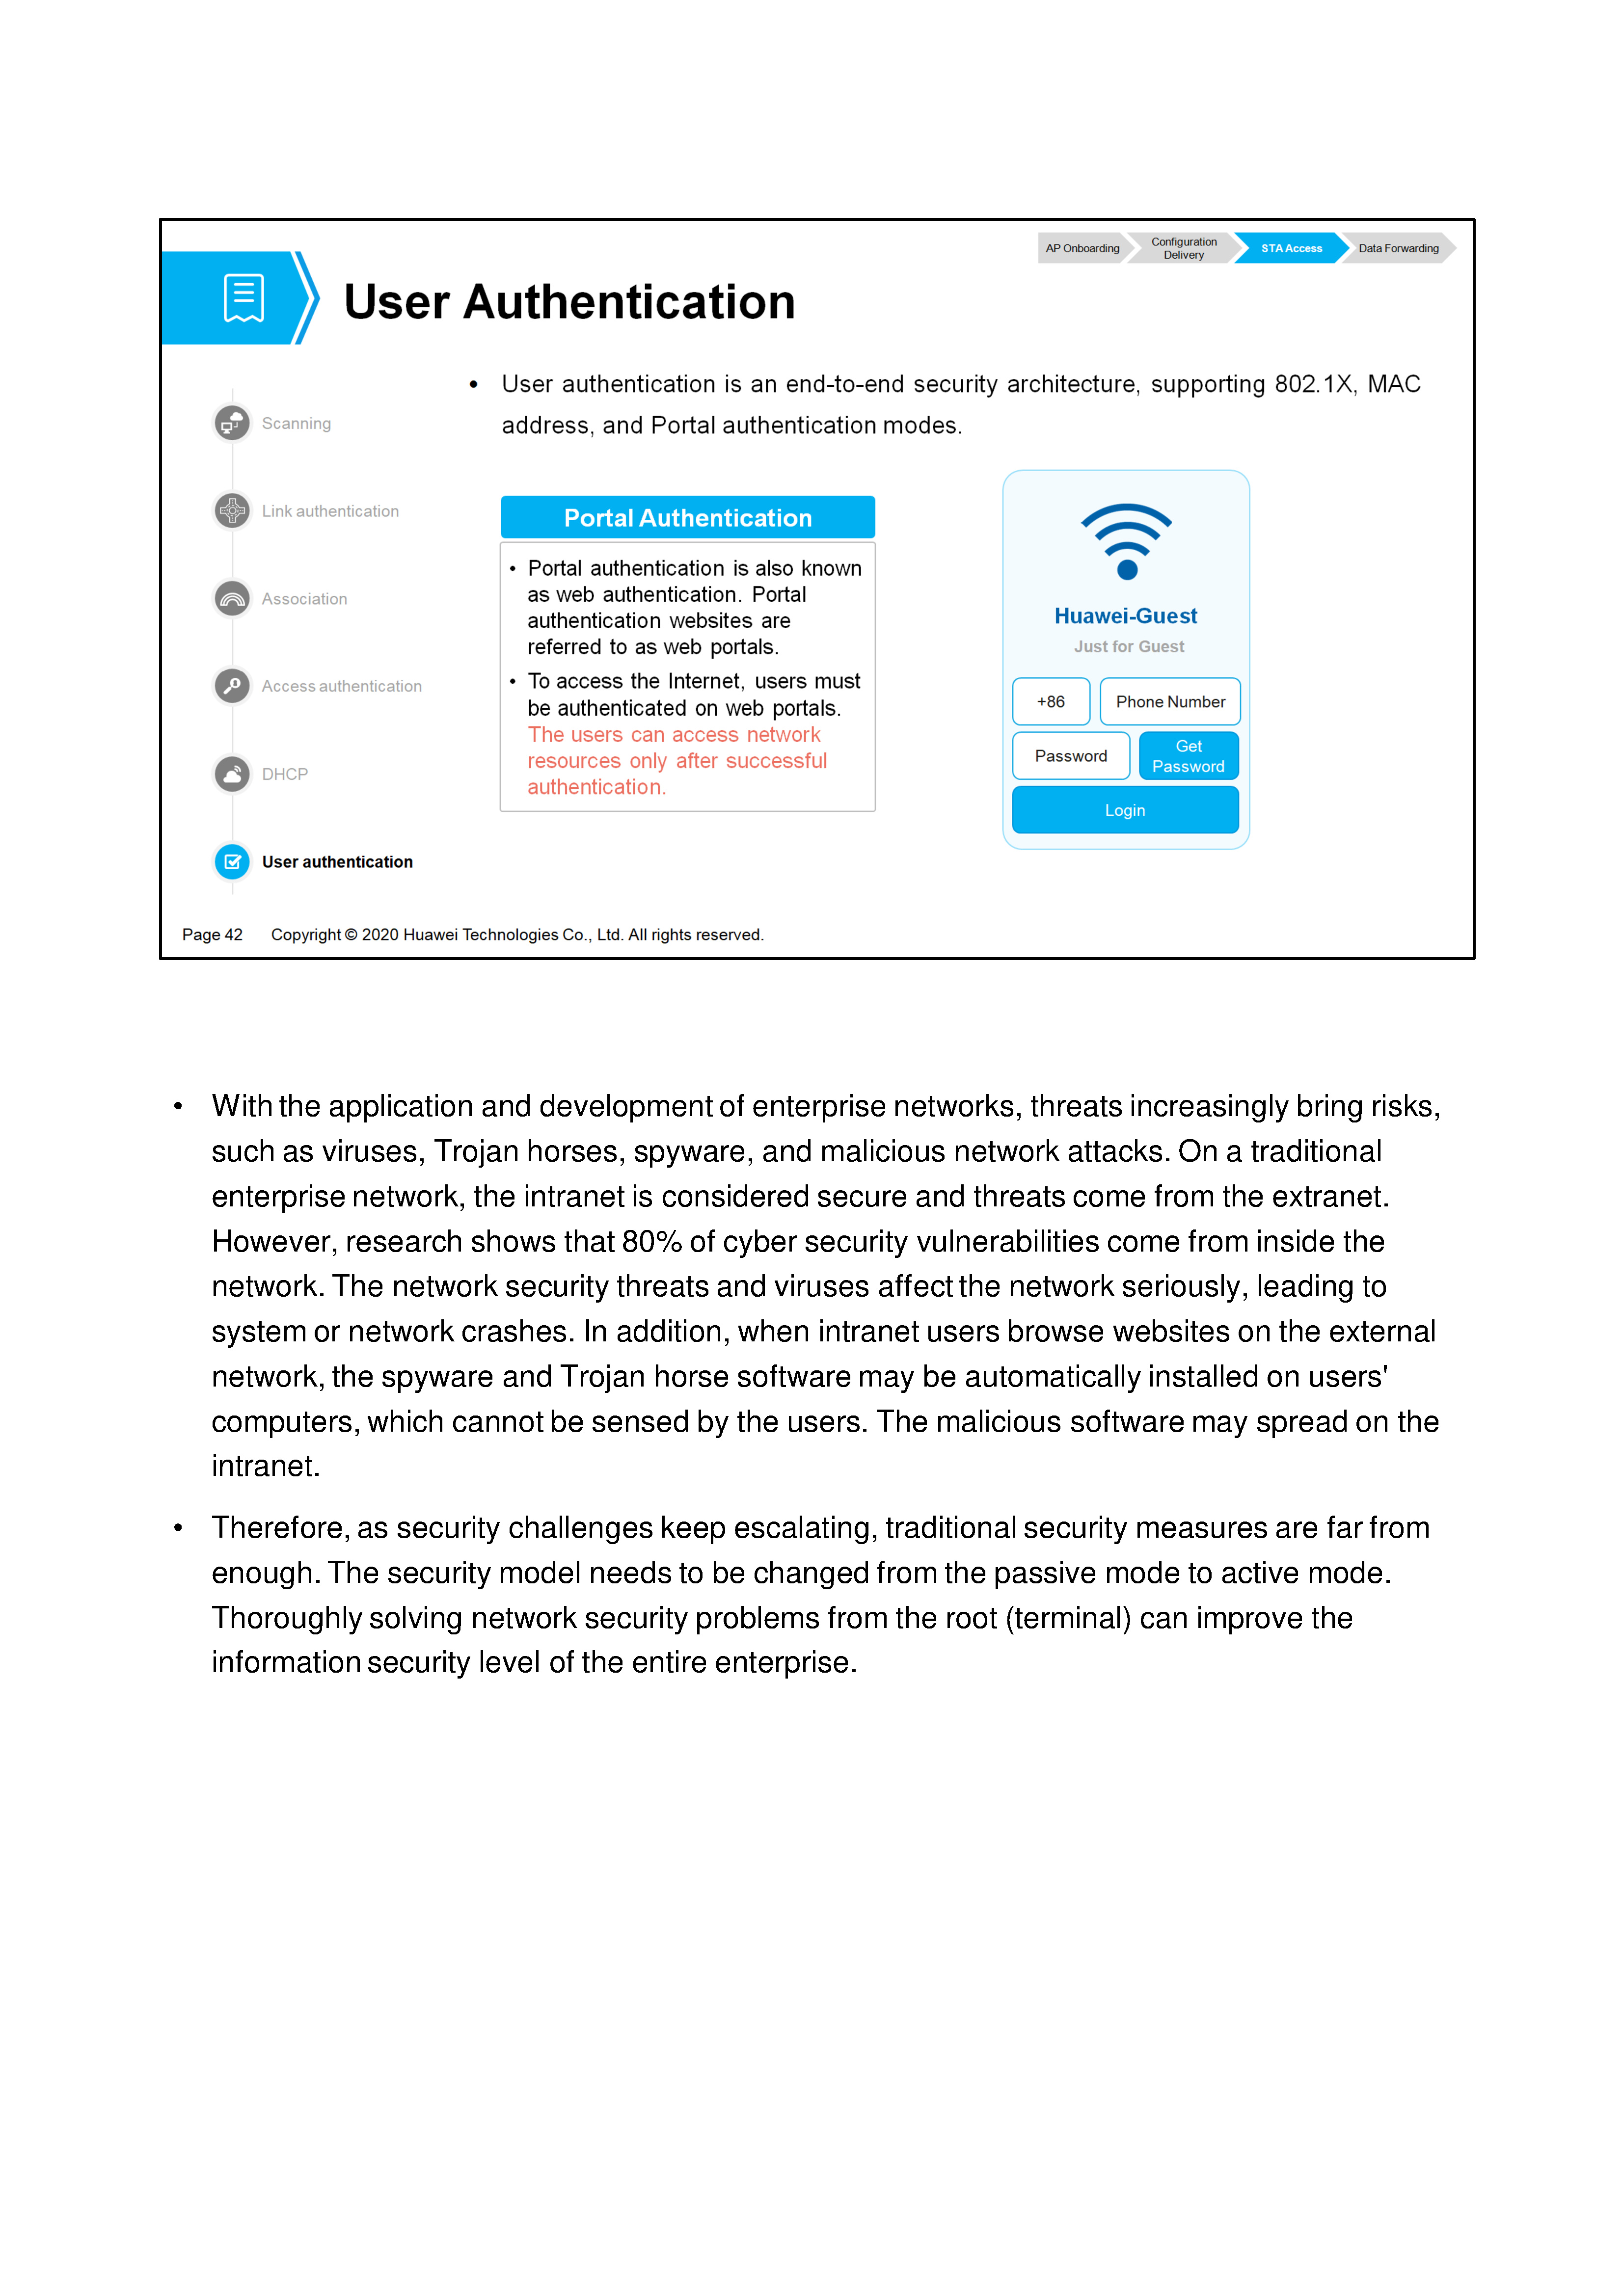 AP Onboarding
Configuration
Delivery
STA Access
Data Forwarding
User Authentication
• User authentication is an end-to-end security architecture, supporting 802.1X, MAC
address, and Portal authentication modes.
Scanning
Link authentication
Association
Access authentication
DHCP
User authentication
Portal Authentication
• Portal authentication is also known
as web authentication. Portal
authentication websites are
referred to as web portals.
• To access the Internet, users must
be authenticated on web portals.
The users can access network
resources only after successful
authentication.
Huawei-Guest
Just for Guest
+86
Phone Number
Password
Get
Password
Login
Page 42 Copyright © 2020 Huawei Technologies Co., Ltd. All rights reserved.
• With the application and development of enterprise networks, threats increasingly bring risks,
such as viruses, Trojan horses, spyware, and malicious network attacks. On a traditional
enterprise network, the intranet is considered secure and threats come from the extranet.
However, research shows that 80% of cyber security vulnerabilities come from inside the
network. The network security threats and viruses affect the network seriously, leading to
system or network crashes. In addition, when intranet users browse websites on the external
network, the spyware and Trojan horse software may be automatically installed on users'
computers, which cannot be sensed by the users. The malicious software may spread on the
intranet.
• Therefore, as security challenges keep escalating, traditional security measures are far from
enough. The security model needs to be changed from the passive mode to active mode.
Thoroughly solving network security problems from the root (terminal) can improve the
information security level of the entire enterprise.